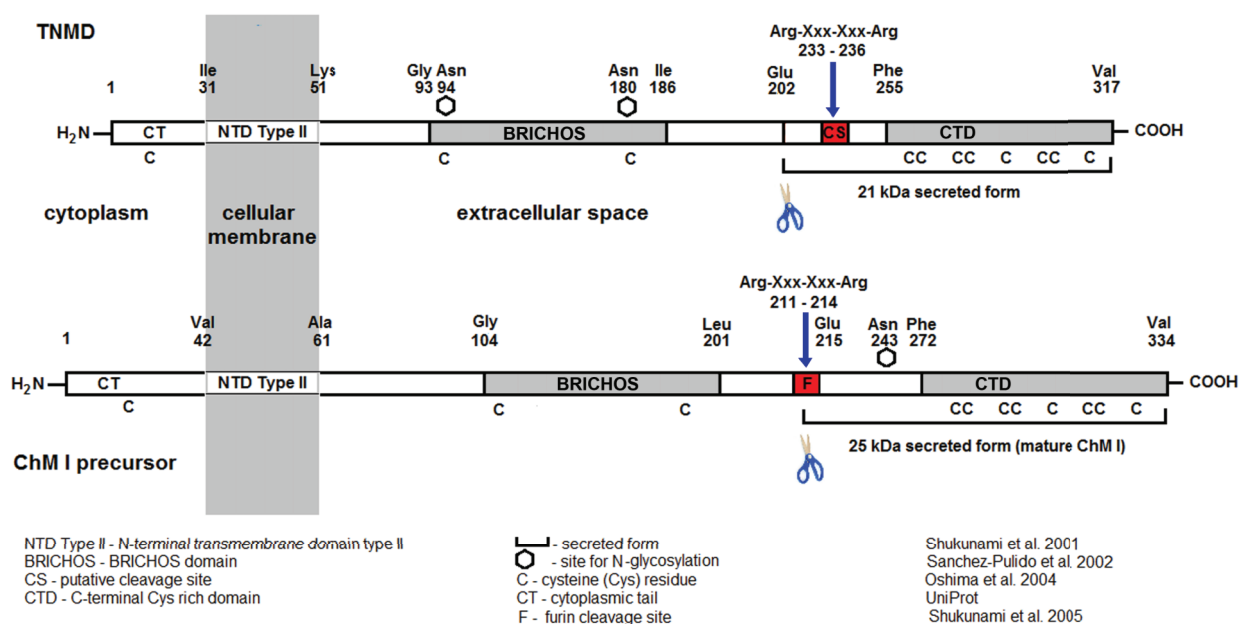 TNMD
Arg-Xxx-Xxx-Arg
233 - 236
1
Ile
31
Lys
51
Gly Asn
93 94
Asn
180
Ile
186
Glu
202
Phe
255
Val
317
H2N
CT
NTD Type II
BRICHOS
CS
CTD
COOH
C
C
C
CC CC C CC C
21 kDa secreted form
cytoplasm
cellular
membrane
extracellular space
Arg-Xxx-Xxx-Arg
211 - 214
1
Val
42
Ala
61
Gly
104
Leu
201
Glu
215
Asn
243
Phe
272
Val
334
H2N
CT
NTD Type II
BRICHOS
F
CTD
COOH
C
C
C
CC CC C CC C
25 kDa secreted form (mature ChM I)
ChM I precursor
NTD Type II - N-terminal transmembrane domain type II
BRICHOS - BRICHOS domain
CS - putative cleavage site
CTD - C-terminal Cys rich domain
- secreted form
- site for N-glycosylation
C - cysteine (Cys) residue
CT - cytoplasmic tail
F - furin cleavage site
Shukunami et al. 2001
Sanchez-Pulido et al. 2002
Oshima et al. 2004
UniProt
Shukunami et al. 2005